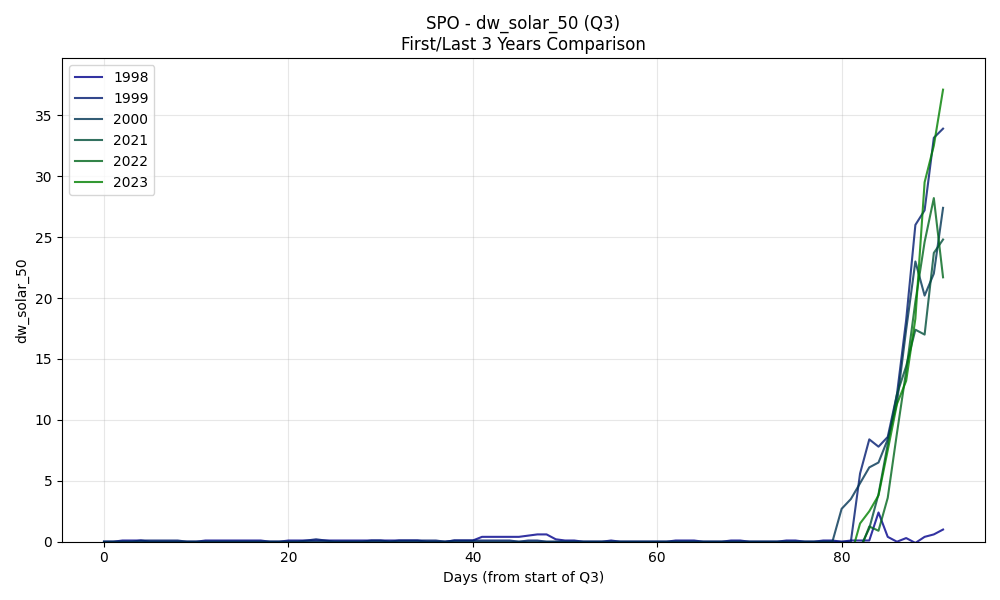 SPO - dw_solar_50 (Q3)
First/Last 3 Years Comparison
1998
1999
2000
2021
2022
2023
35
30
25
20
15
10
5
0
dw_solar_50
0 20 40 60 80
Days (from start of Q3)